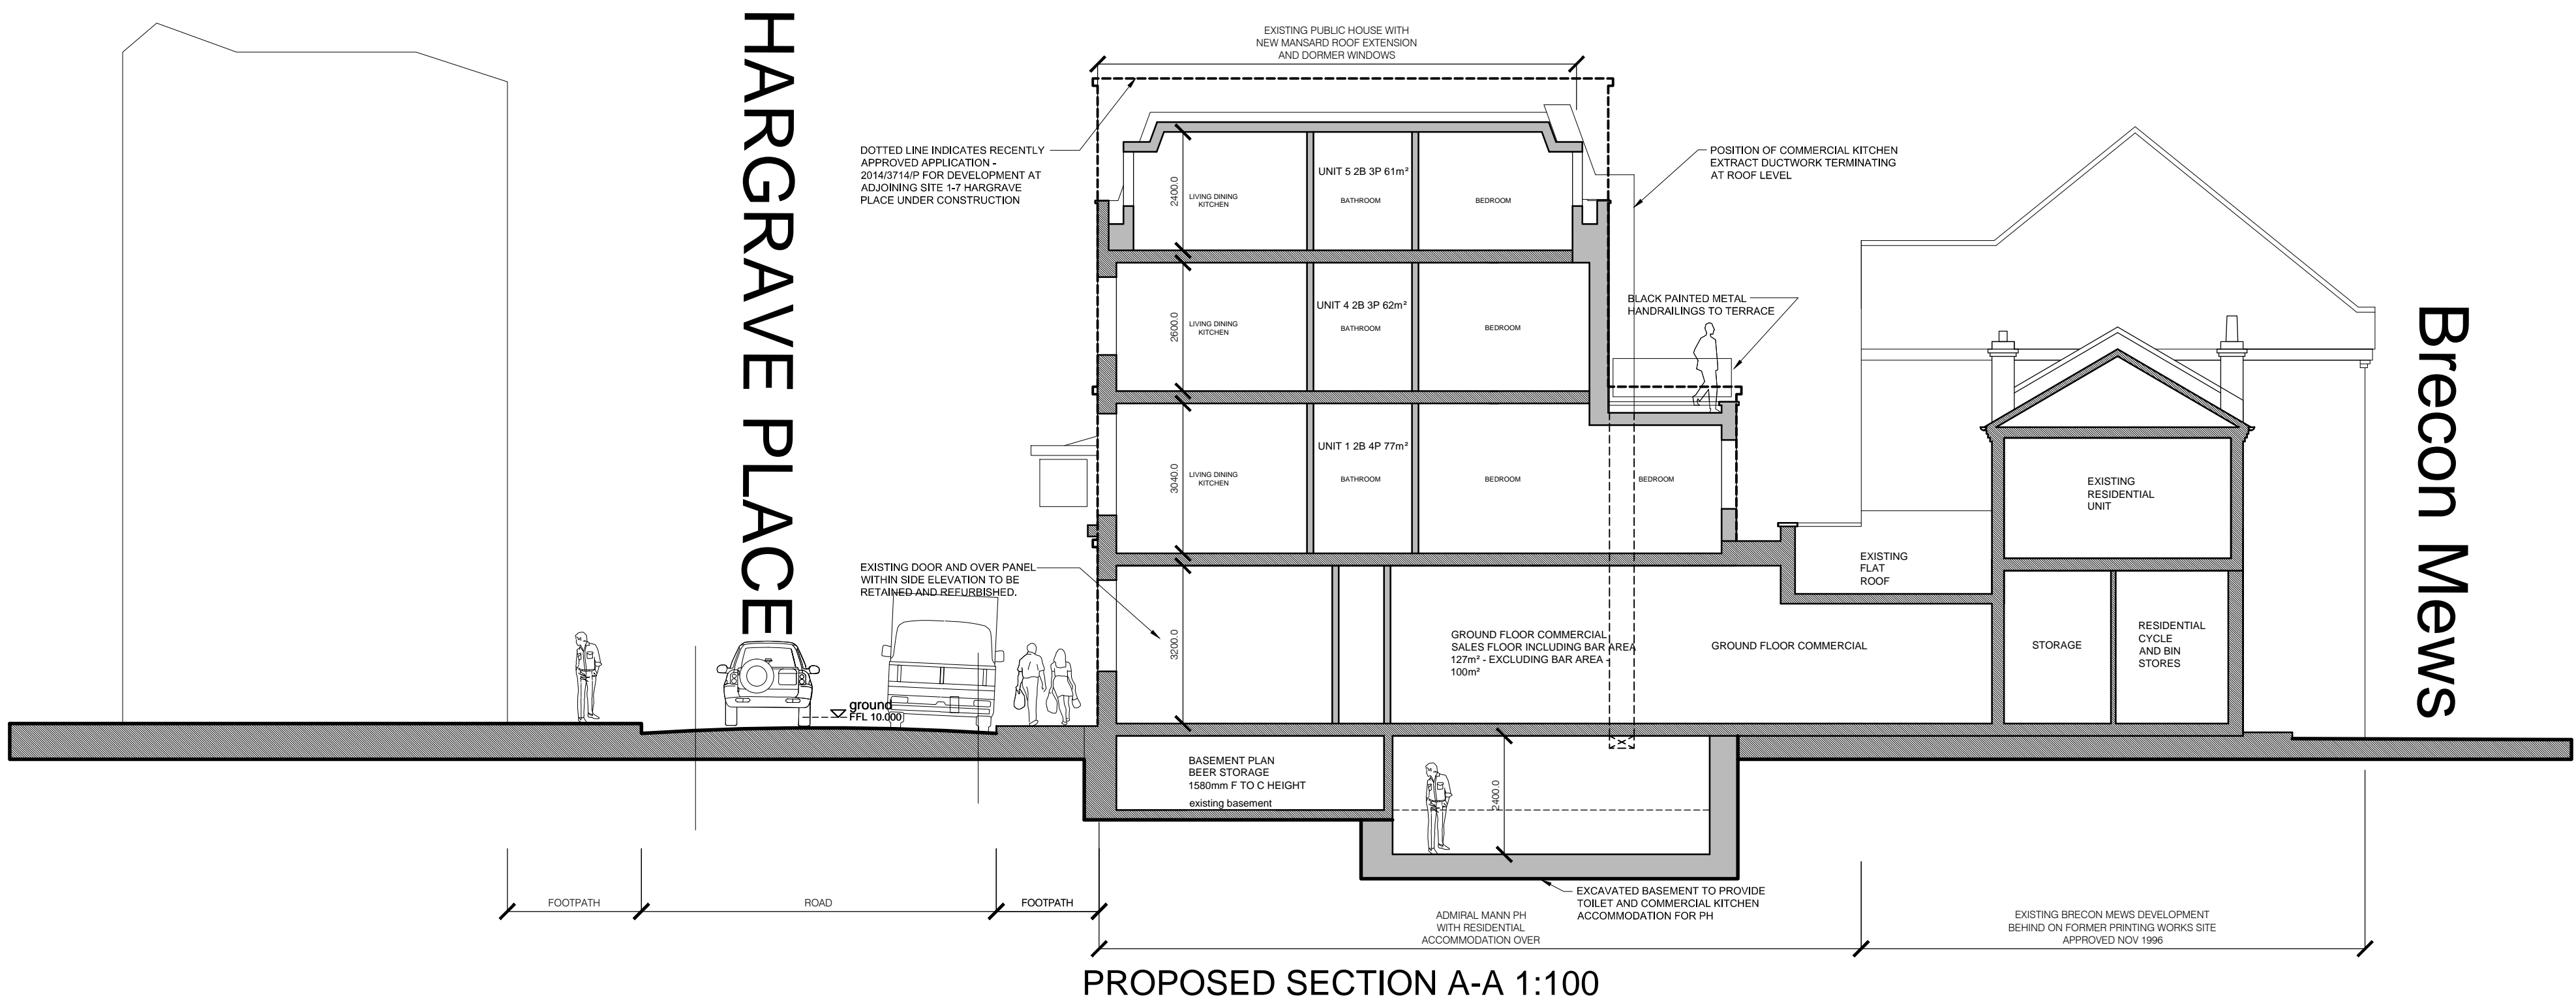 HARGRAVE PLACE
EXISTING PUBLIC HOUSE WITH
NEW MANSARD ROOF EXTENSION
AND DORMER WINDOWS
DOTTED LINE INDICATES RECENTLY
APPROVED APPLICATION -
2014/3714/P FOR DEVELOPMENT AT
ADJOINING SITE 1-7 HARGRAVE
PLACE UNDER CONSTRUCTION
POSITION OF COMMERCIAL KITCHEN
EXTRACT DUCTWORK TERMINATING
AT ROOF LEVEL
2400.0
LIVING DINING
KITCHEN
UNIT 5 2B 3P 61m²
BATHROOM
BEDROOM
2600.0
LIVING DINING
KITCHEN
UNIT 4 2B 3P 62m²
BATHROOM
BEDROOM
BLACK PAINTED METAL
HANDRAILINGS TO TERRACE
3040.0
LIVING DINING
KITCHEN
UNIT 1 2B 4P 77m²
BATHROOM
BEDROOM
BEDROOM
Brecon Mews
EXISTING
RESIDENTIAL
UNIT
EXISTING
FLAT
ROOF
EXISTING DOOR AND OVER PANEL
WITHIN SIDE ELEVATION TO BE
RETAINED AND REFURBISHED.
3200.0
GROUND FLOOR COMMERCIAL
SALES FLOOR INCLUDING BAR AREA
127m² - EXCLUDING BAR AREA -
100m²
GROUND FLOOR COMMERCIAL
STORAGE
RESIDENTIAL
CYCLE
AND BIN
STORES
ground
FFL 10.000
BASEMENT PLAN
BEER STORAGE
1580mm F TO C HEIGHT
existing basement
2400.0
EXCAVATED BASEMENT TO PROVIDE
TOILET AND COMMERCIAL KITCHEN
ACCOMMODATION FOR PH
FOOTPATH
ROAD
FOOTPATH
ADMIRAL MANN PH
WITH RESIDENTIAL
ACCOMMODATION OVER
EXISTING BRECON MEWS DEVELOPMENT
BEHIND ON FORMER PRINTING WORKS SITE
APPROVED NOV 1996
PROPOSED SECTION A-A 1:100